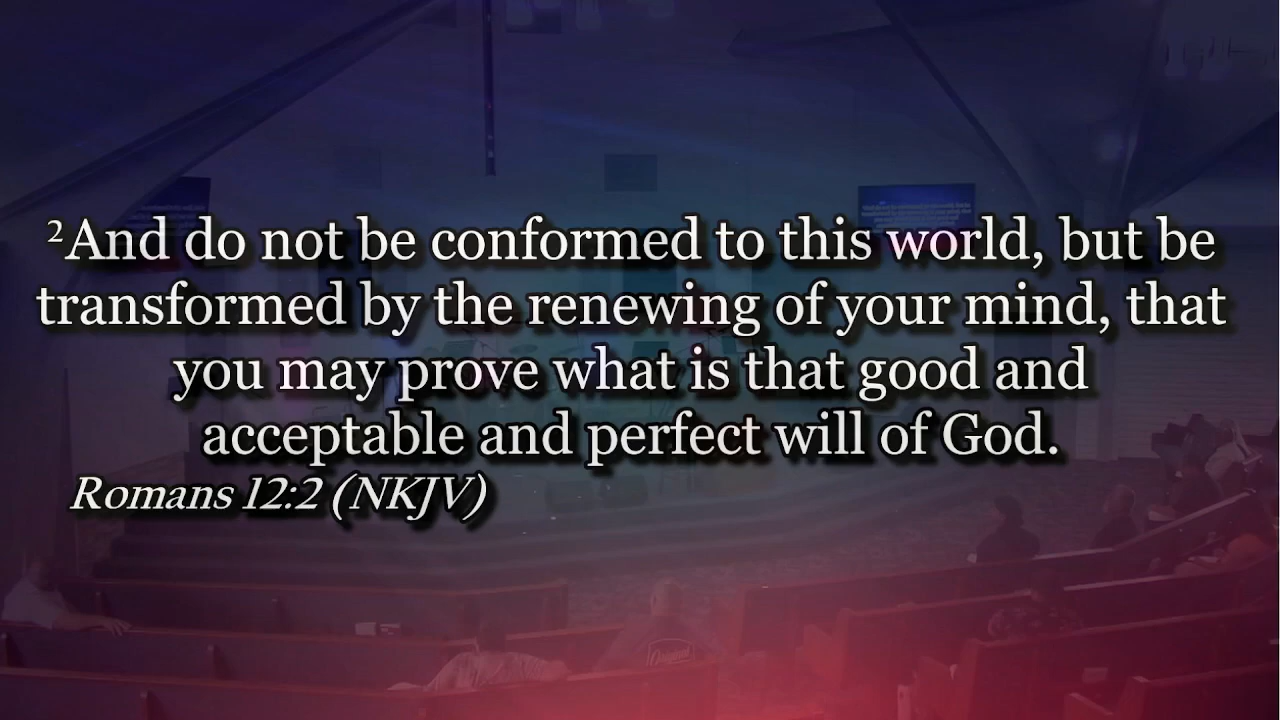 ²And do not be conformed to this world, but be
transformed by the renewing of your mind, that
you may prove what is that good and
acceptable and perfect will of God.
Romans 12:2 (NKJV)
Original